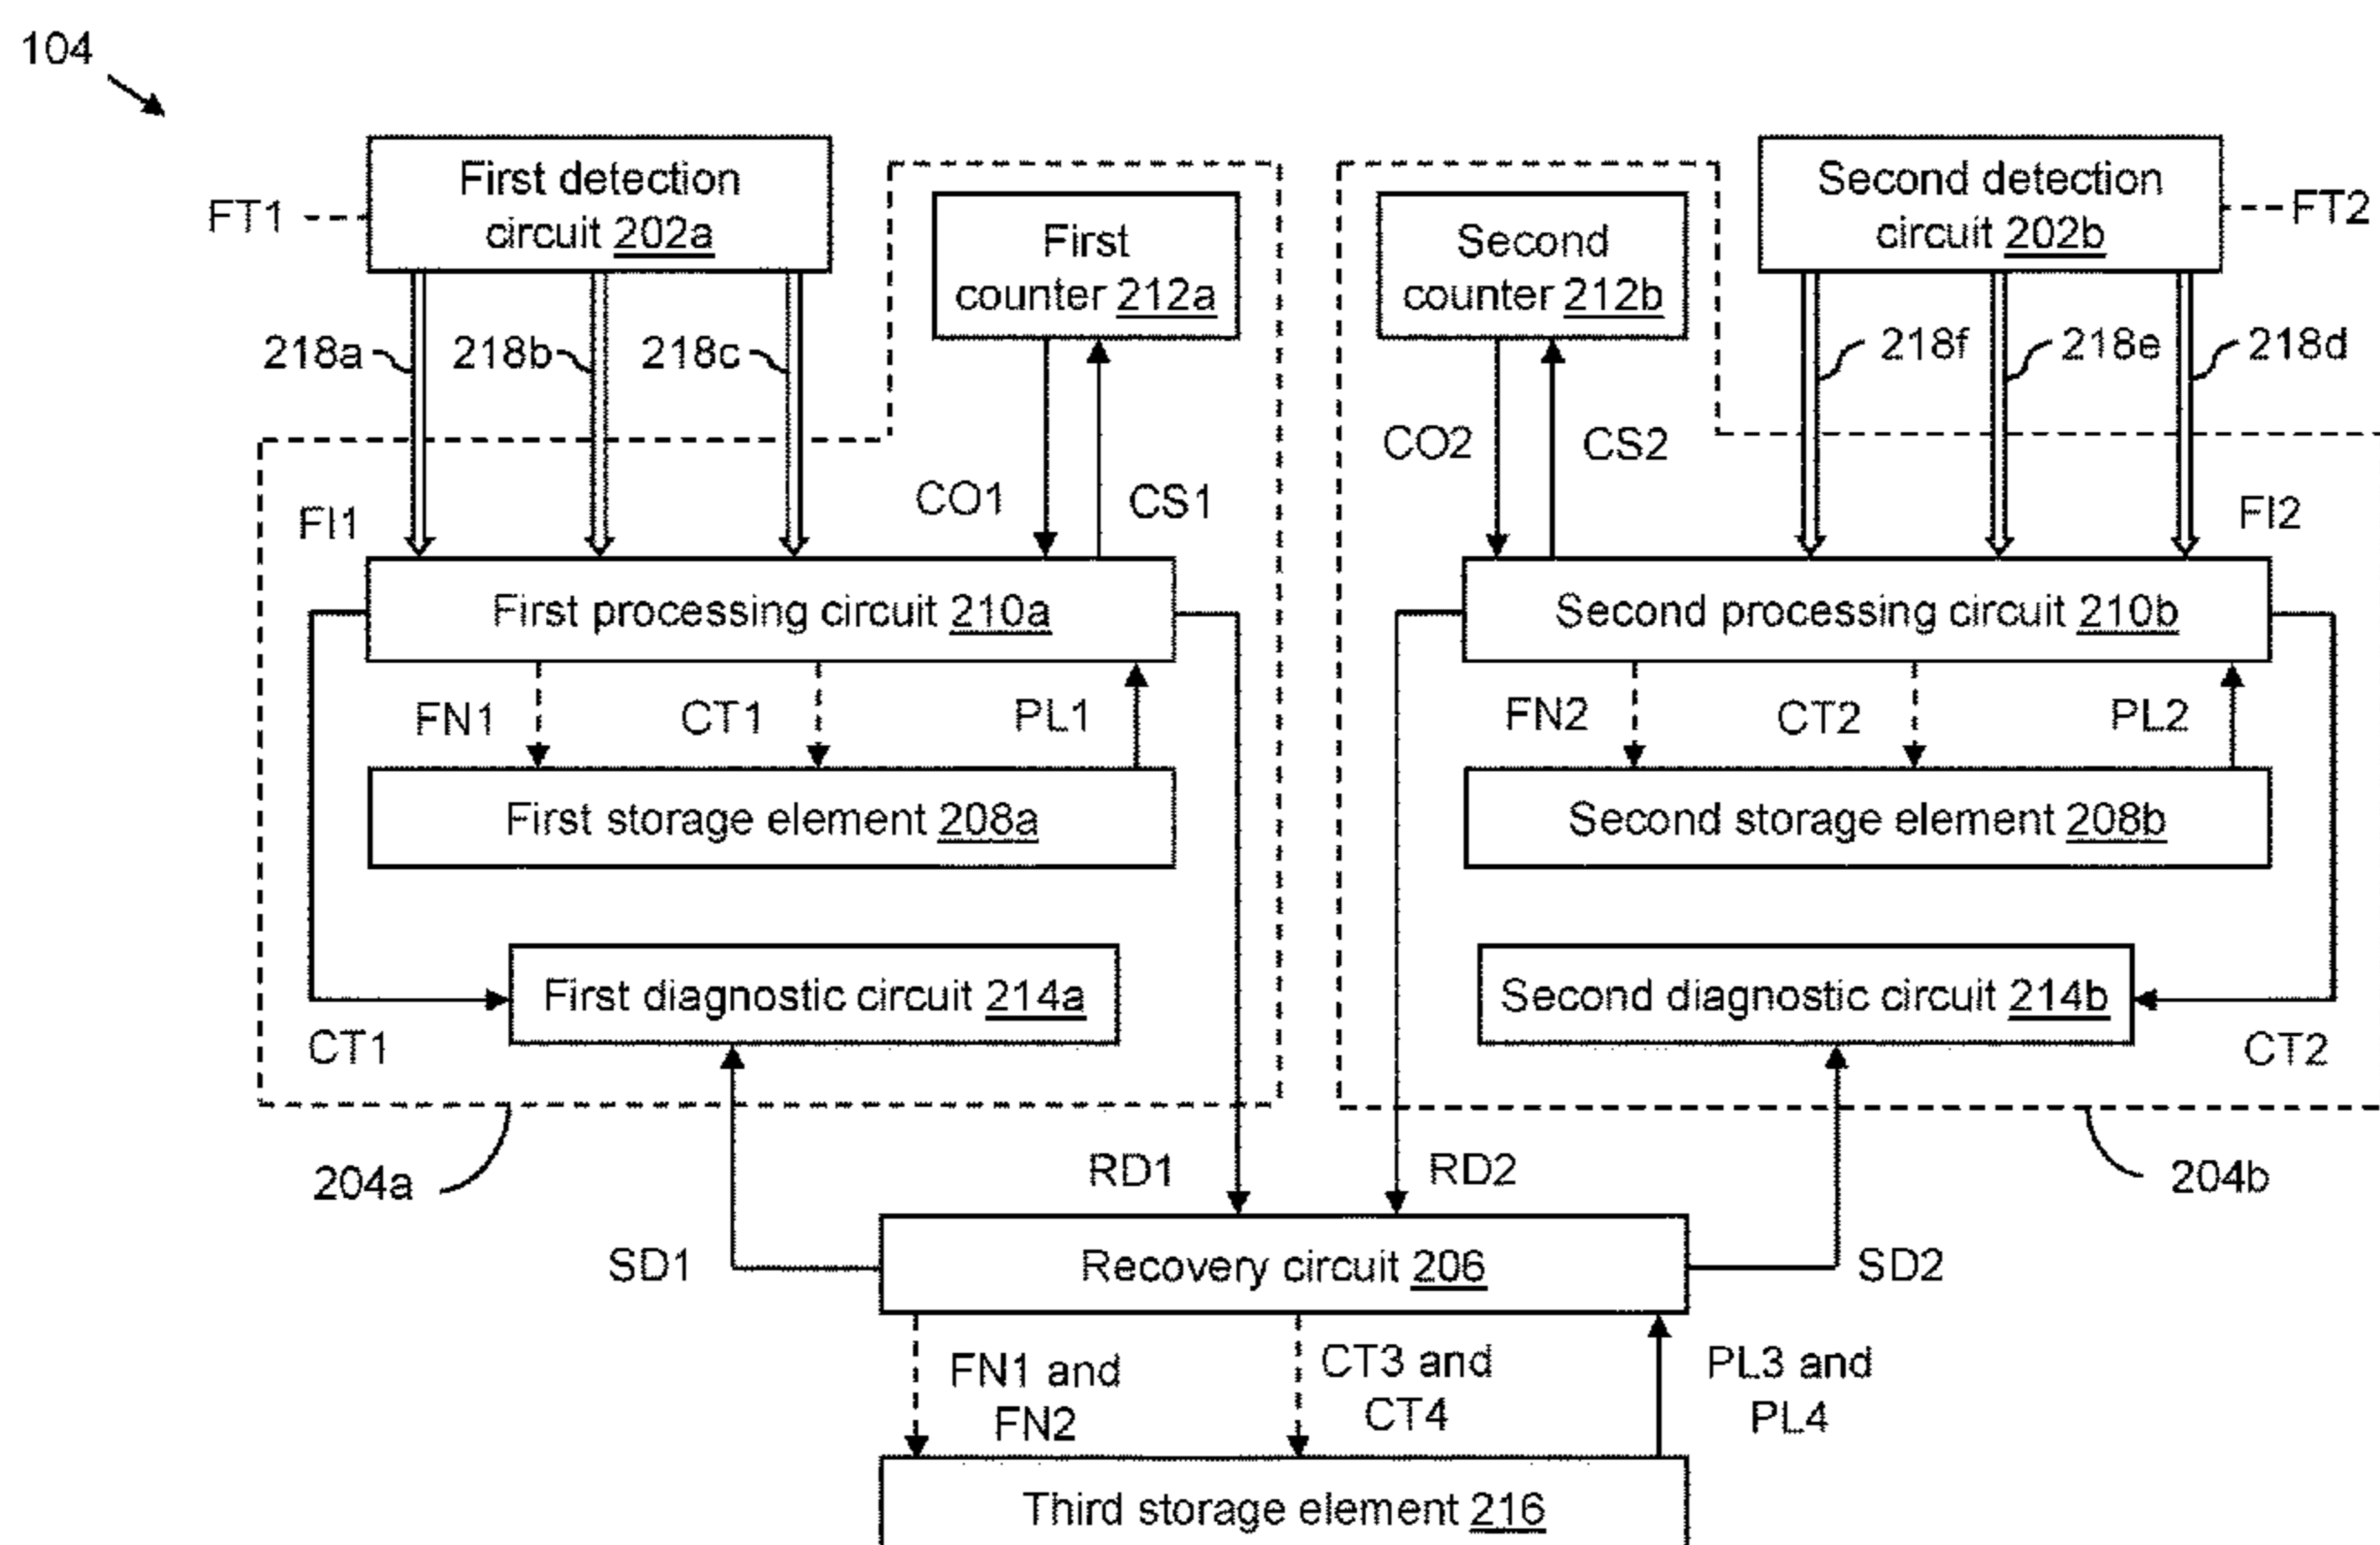 104
First detection
circuit 202a
Second detection
circuit 202b
FT1
FT2
First
counter 212a
Second
counter 212b
218a
218b
218c
218f
218e
218d
CO1
CS1
CO2
CS2
FI1
FI2
First processing circuit 210a
Second processing circuit 210b
FN1
CT1
PL1
FN2
CT2
PL2
First storage element 208a
Second storage element 208b
First diagnostic circuit 214a
Second diagnostic circuit 214b
CT1
CT2
204a
RD1
RD2
204b
SD1
Recovery circuit 206
SD2
FN1 and
FN2
CT3 and
CT4
PL3 and
PL4
Third storage element 216